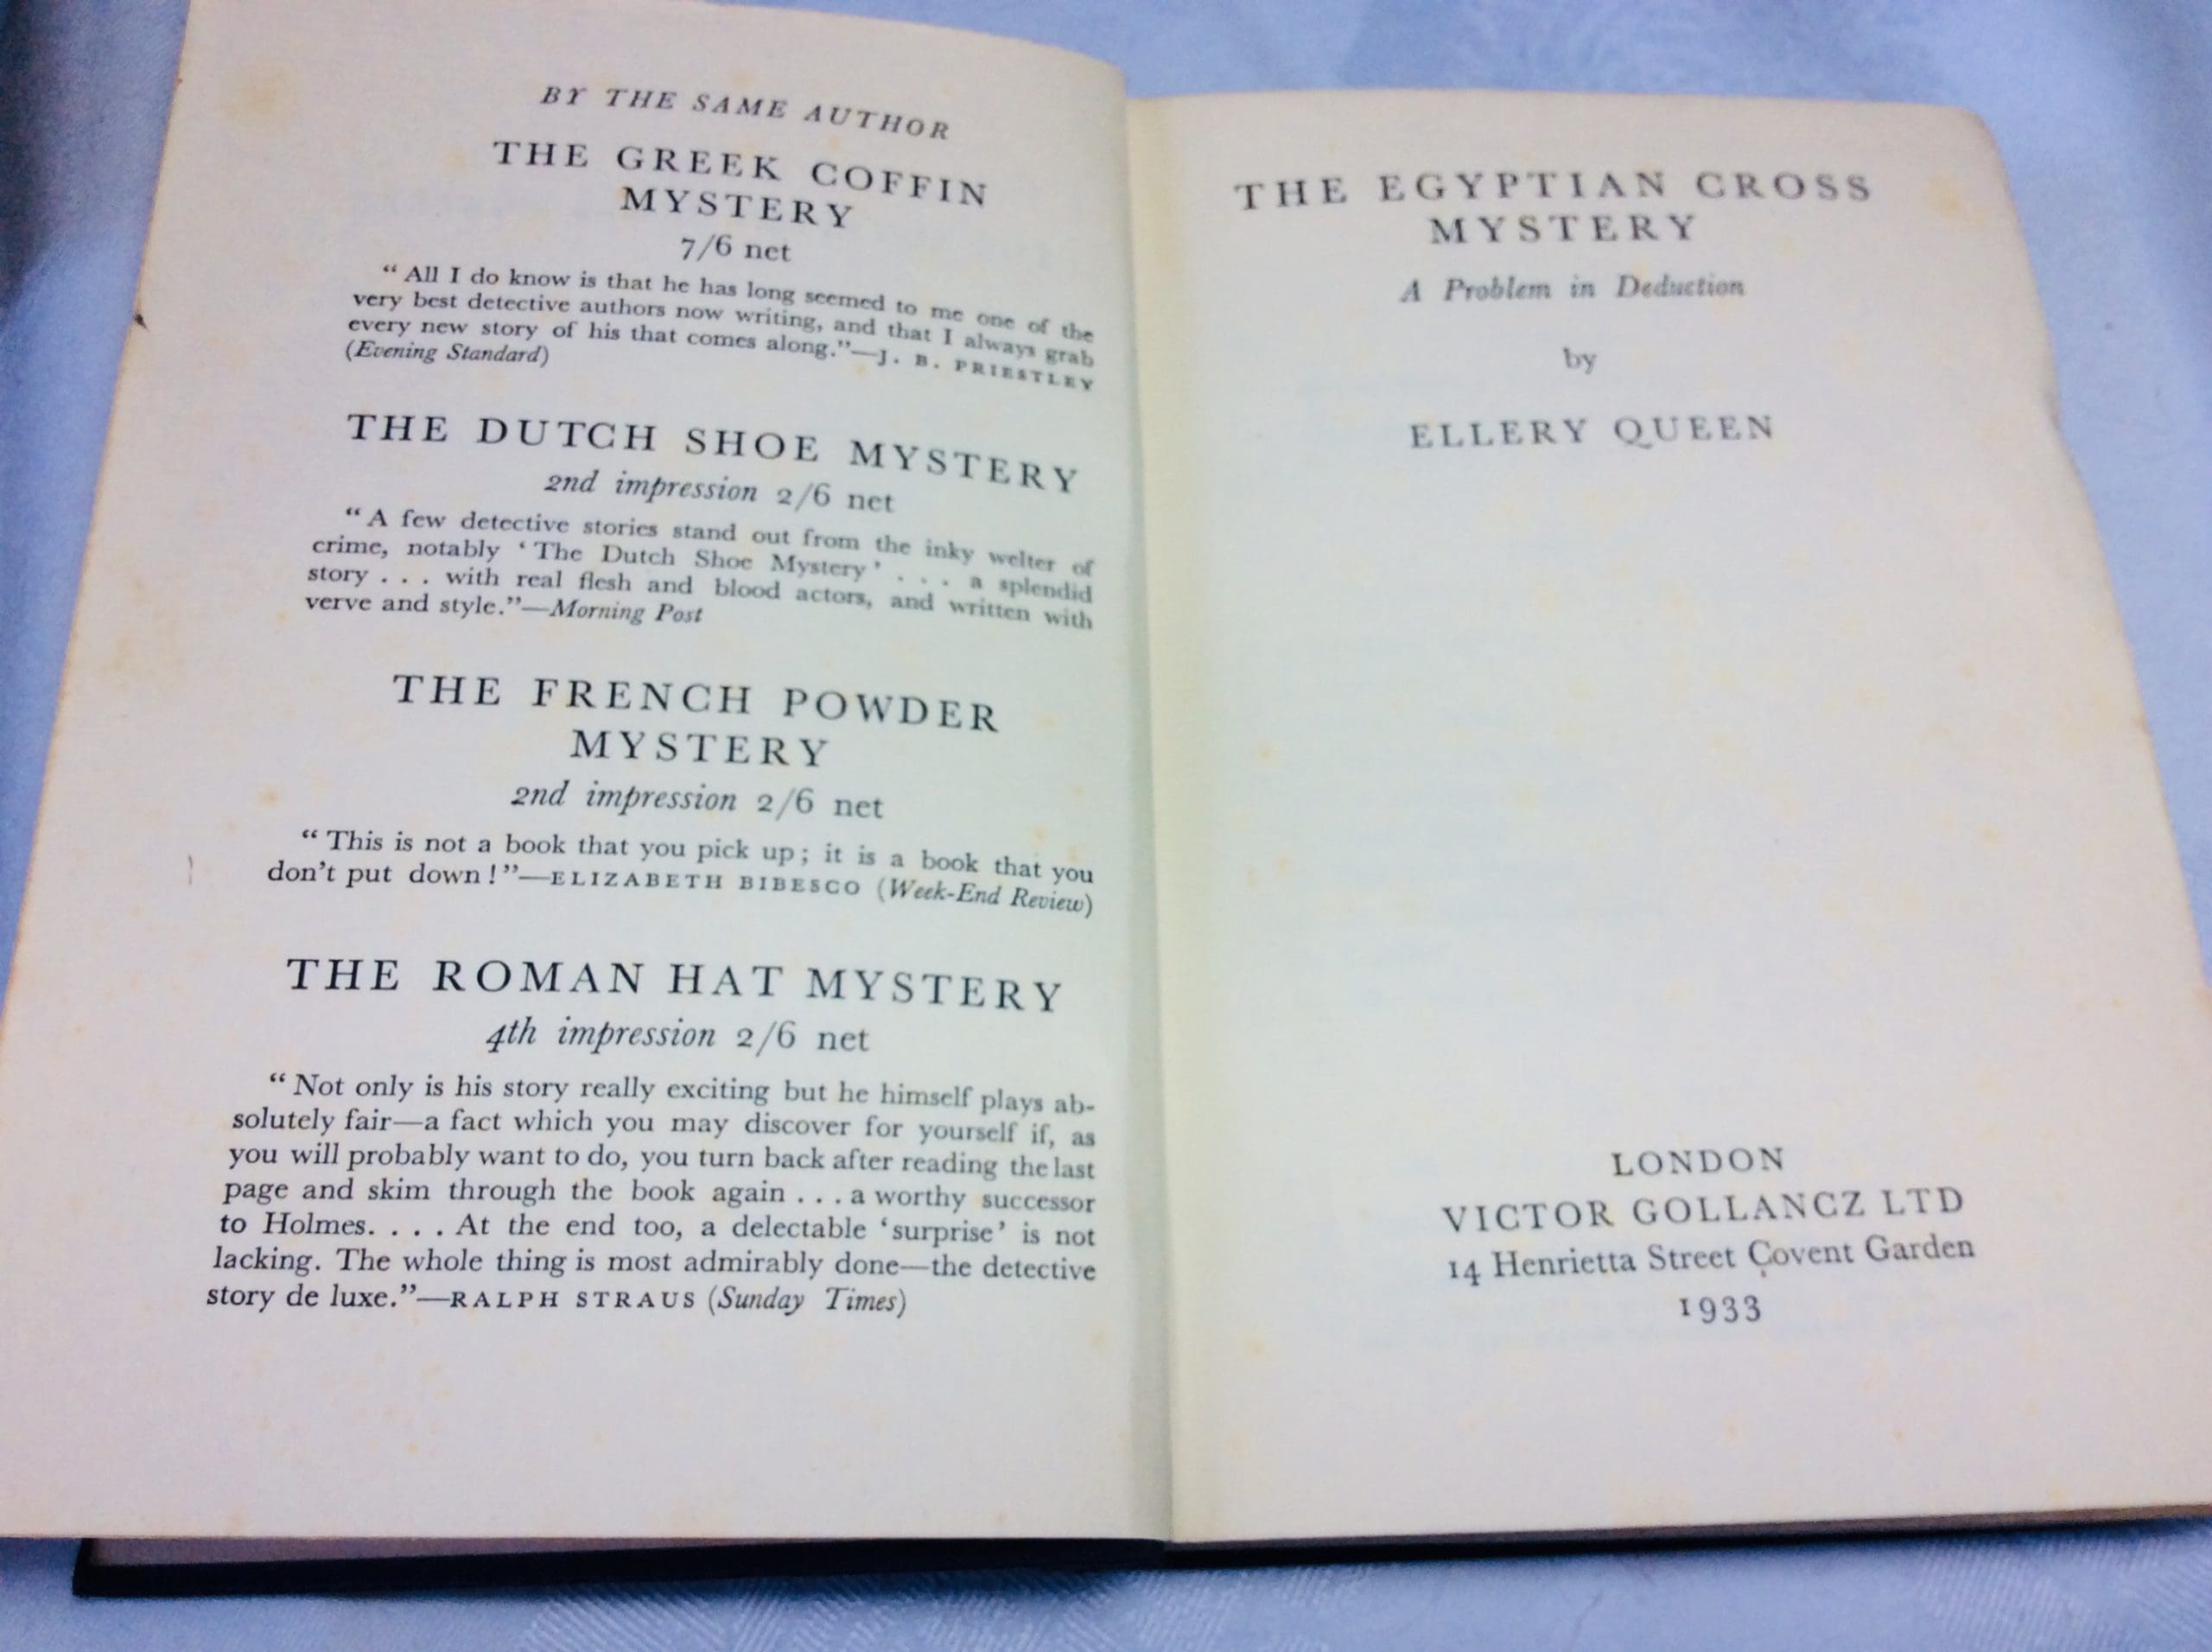 BY THE SAME AUTHOR
THE GREEK COFFIN
MYSTERY
7/6 net
“ All I do know is that he has long seemed to me one of the
very best detective authors now writing, and that I always grab
every new story of his that comes along.”—J. B. PRIESTLEY
(Evening Standard)
THE DUTCH SHOE MYSTERY
2nd impression 2/6 net
“ A few detective stories stand out from the inky welter of
crime, notably ‘ The Dutch Shoe Mystery ’ . . . a splendid
story . . . with real flesh and blood actors, and written with
verve and style.”—Morning Post
THE FRENCH POWDER
MYSTERY
2nd impression 2/6 net
“ This is not a book that you pick up; it is a book that you
don’t put down!”—ELIZABETH BIBESCO (Week-End Review)
THE ROMAN HAT MYSTERY
4th impression 2/6 net
“ Not only is his story really exciting but he himself plays ab-
solutely fair—a fact which you may discover for yourself if, as
you will probably want to do, you turn back after reading the last
page and skim through the book again . . . a worthy successor
to Holmes. . . . At the end too, a delectable ‘surprise’ is not
lacking. The whole thing is most admirably done—the detective
story de luxe.”—RALPH STRAUS (Sunday Times)
THE EGYPTIAN CROSS
MYSTERY
A Problem in Deduction
by
ELLERY QUEEN
LONDON
VICTOR GOLLANCZ LTD
14 Henrietta Street Covent Garden
1933